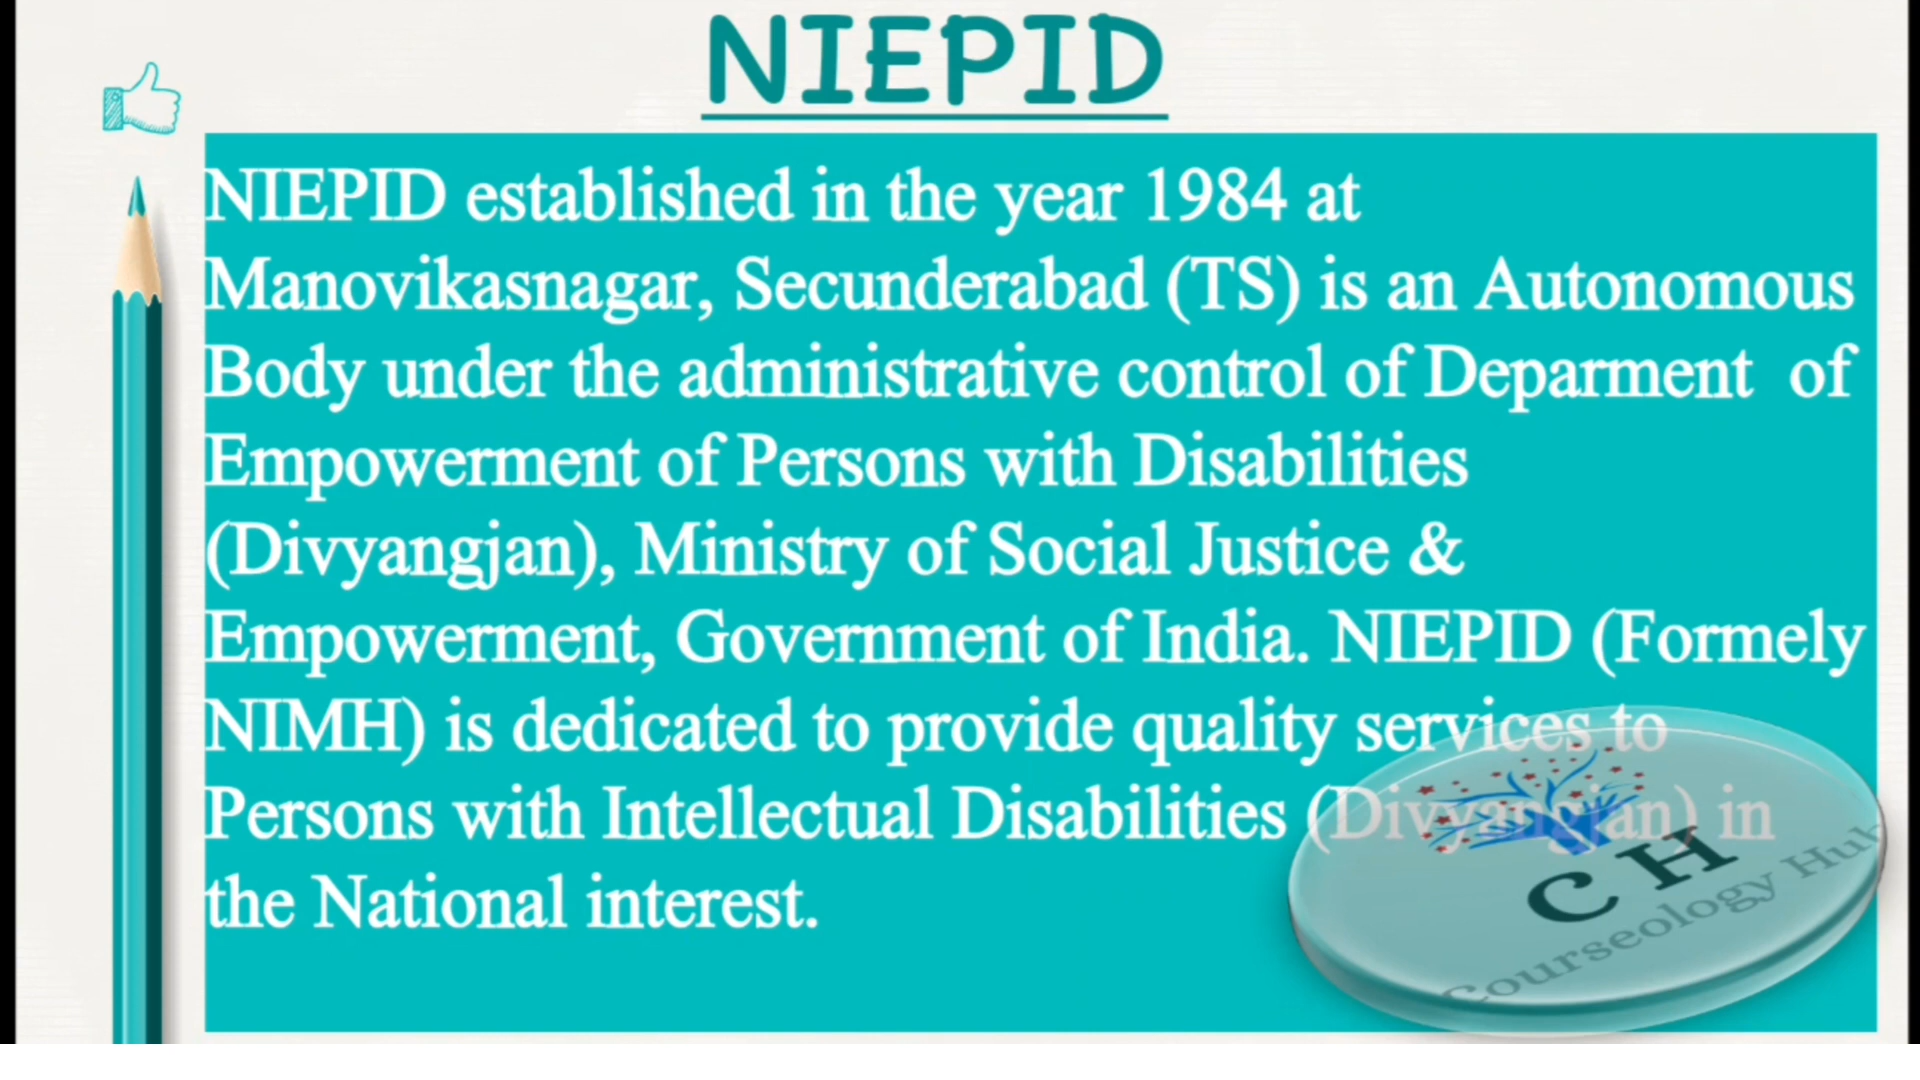 NIEPID
NIEPID established in the year 1984 at
Manovikasnagar, Secunderabad (TS) is an Autonomous
Body under the administrative control of Deparment of
Empowerment of Persons with Disabilities
(Divyangjan), Ministry of Social Justice &
Empowerment, Government of India. NIEPID (Formely
NIMH) is dedicated to provide quality services to
Persons with Intellectual Disabilities (Divyangjan) in
the National interest.
C H
Courseology Hub